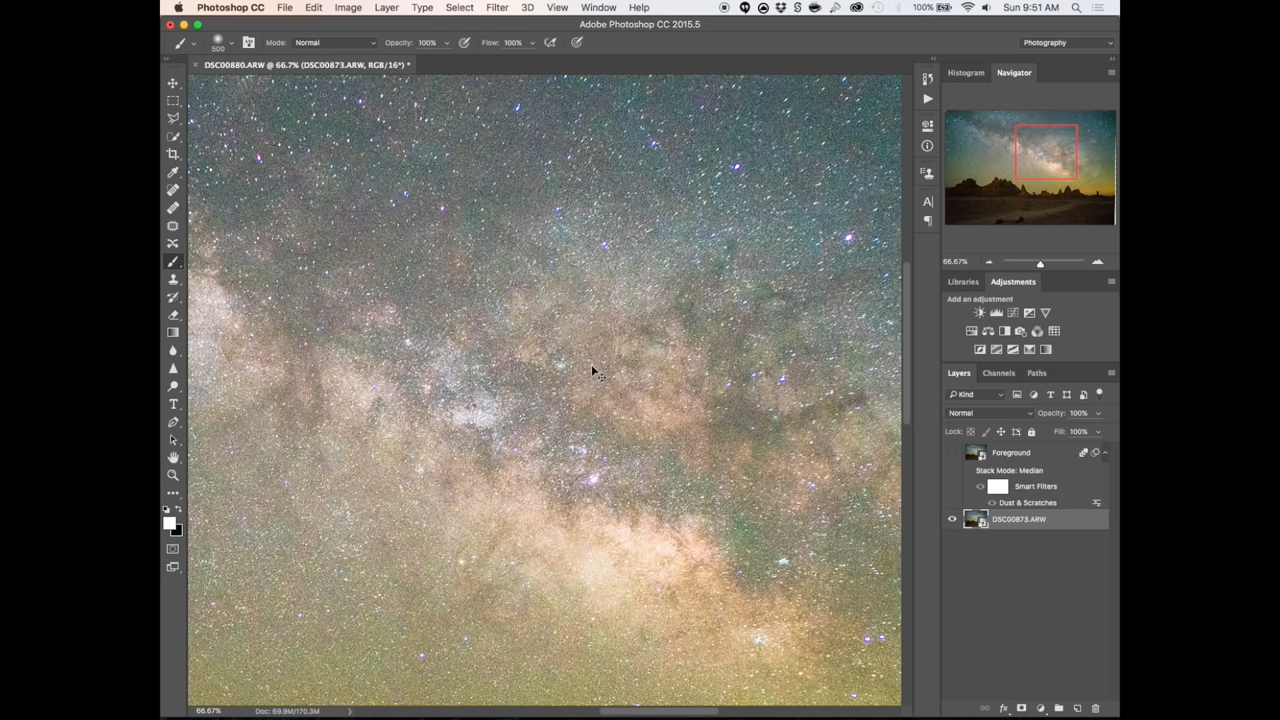 Photoshop CC File Edit Image Layer Type Select Filter 3D View Window Help 100% Sun 9:51 AM
Adobe Photoshop CC 2015.5
500 Mode: Normal Opacity: 100% Flow: 100% Photography
× DSC00880.ARW @ 66.7% (DSC00873.ARW, RGB/16*) *
Histogram Navigator
66.67%
Libraries Adjustments
Add an adjustment
Layers Channels Paths
Kind
Normal Opacity: 100%
Lock: Fill: 100%
Foreground
Stack Mode: Median
Smart Filters
Dust & Scratches
DSC00873.ARW
66.67% Doc: 69.9M/170.3M